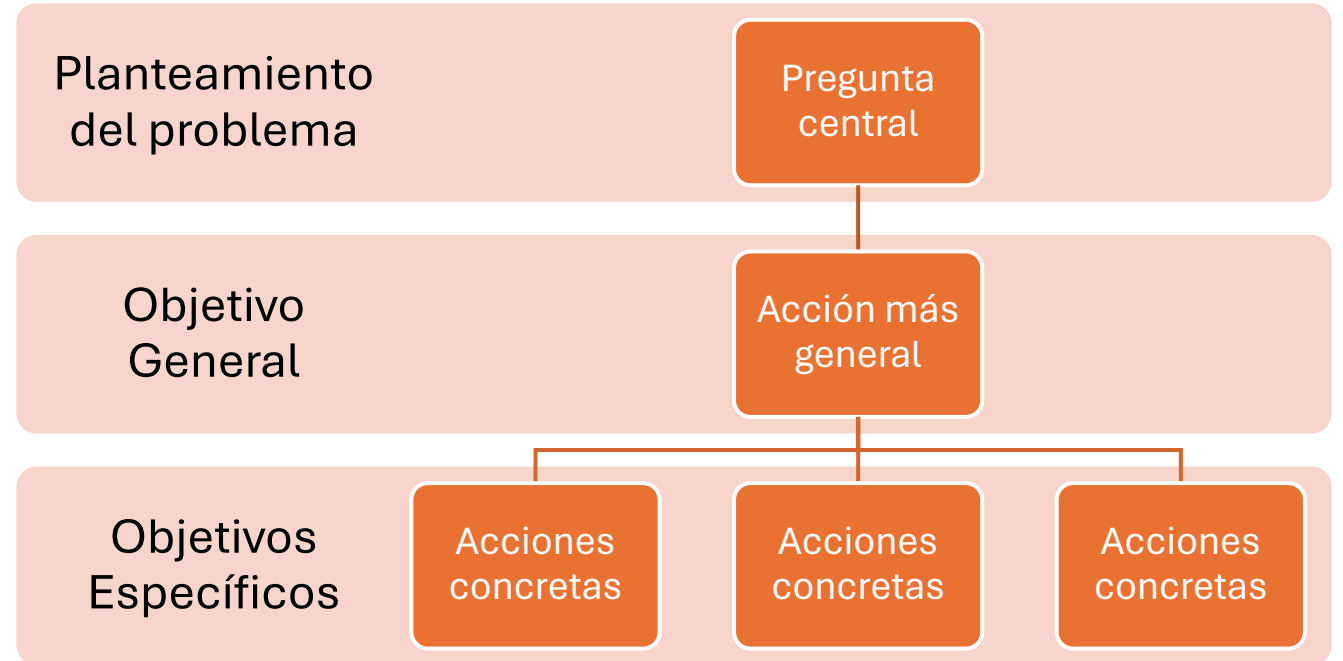 Planteamiento
del problema
Pregunta
central
Objetivo
General
Acción más
general
Objetivos
Específicos
Acciones
concretas
Acciones
concretas
Acciones
concretas